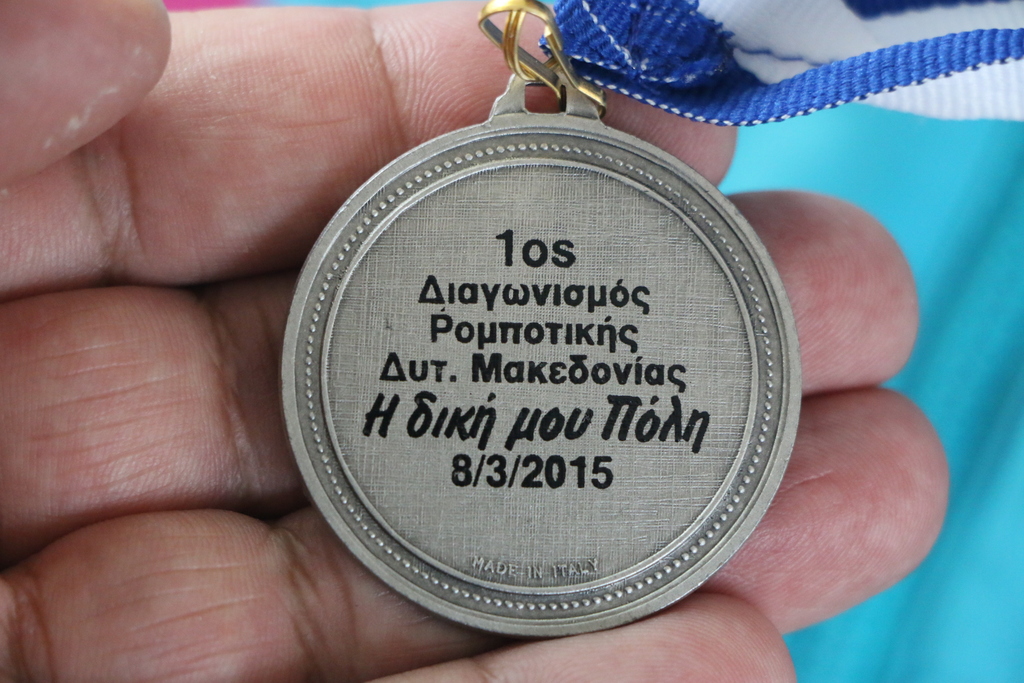 1os
Διαγωνισμός
Ρομποτικής
Δυτ. Μακεδονίας
Η δική μου Πόλη
8/3/2015
MADE IN ITALY